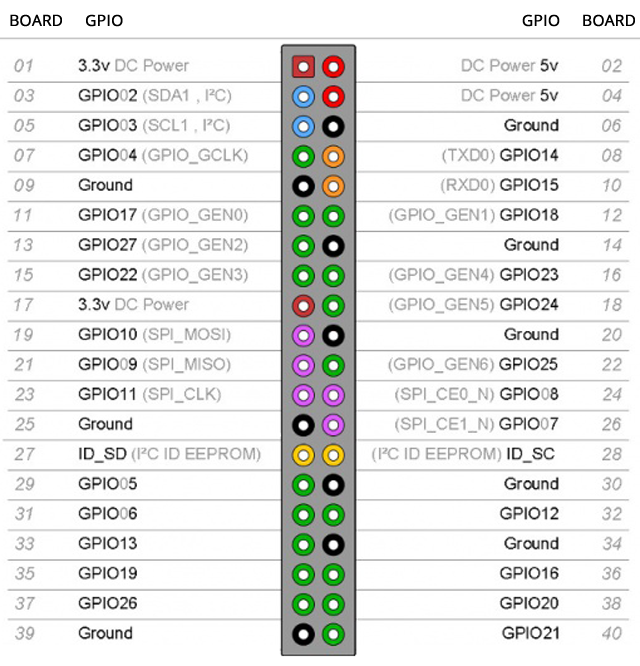 BOARD GPIO GPIO BOARD
01 3.3v DC Power DC Power 5v 02
03 GPIO02 (SDA1 , I²C) DC Power 5v 04
05 GPIO03 (SCL1 , I²C) Ground 06
07 GPIO04 (GPIO_GCLK) (TXD0) GPIO14 08
09 Ground (RXD0) GPIO15 10
11 GPIO17 (GPIO_GEN0) (GPIO_GEN1) GPIO18 12
13 GPIO27 (GPIO_GEN2) Ground 14
15 GPIO22 (GPIO_GEN3) (GPIO_GEN4) GPIO23 16
17 3.3v DC Power (GPIO_GEN5) GPIO24 18
19 GPIO10 (SPI_MOSI) Ground 20
21 GPIO09 (SPI_MISO) (GPIO_GEN6) GPIO25 22
23 GPIO11 (SPI_CLK) (SPI_CE0_N) GPIO08 24
25 Ground (SPI_CE1_N) GPIO07 26
27 ID_SD (I²C ID EEPROM) (I²C ID EEPROM) ID_SC 28
29 GPIO05 Ground 30
31 GPIO06 GPIO12 32
33 GPIO13 Ground 34
35 GPIO19 GPIO16 36
37 GPIO26 GPIO20 38
39 Ground GPIO21 40